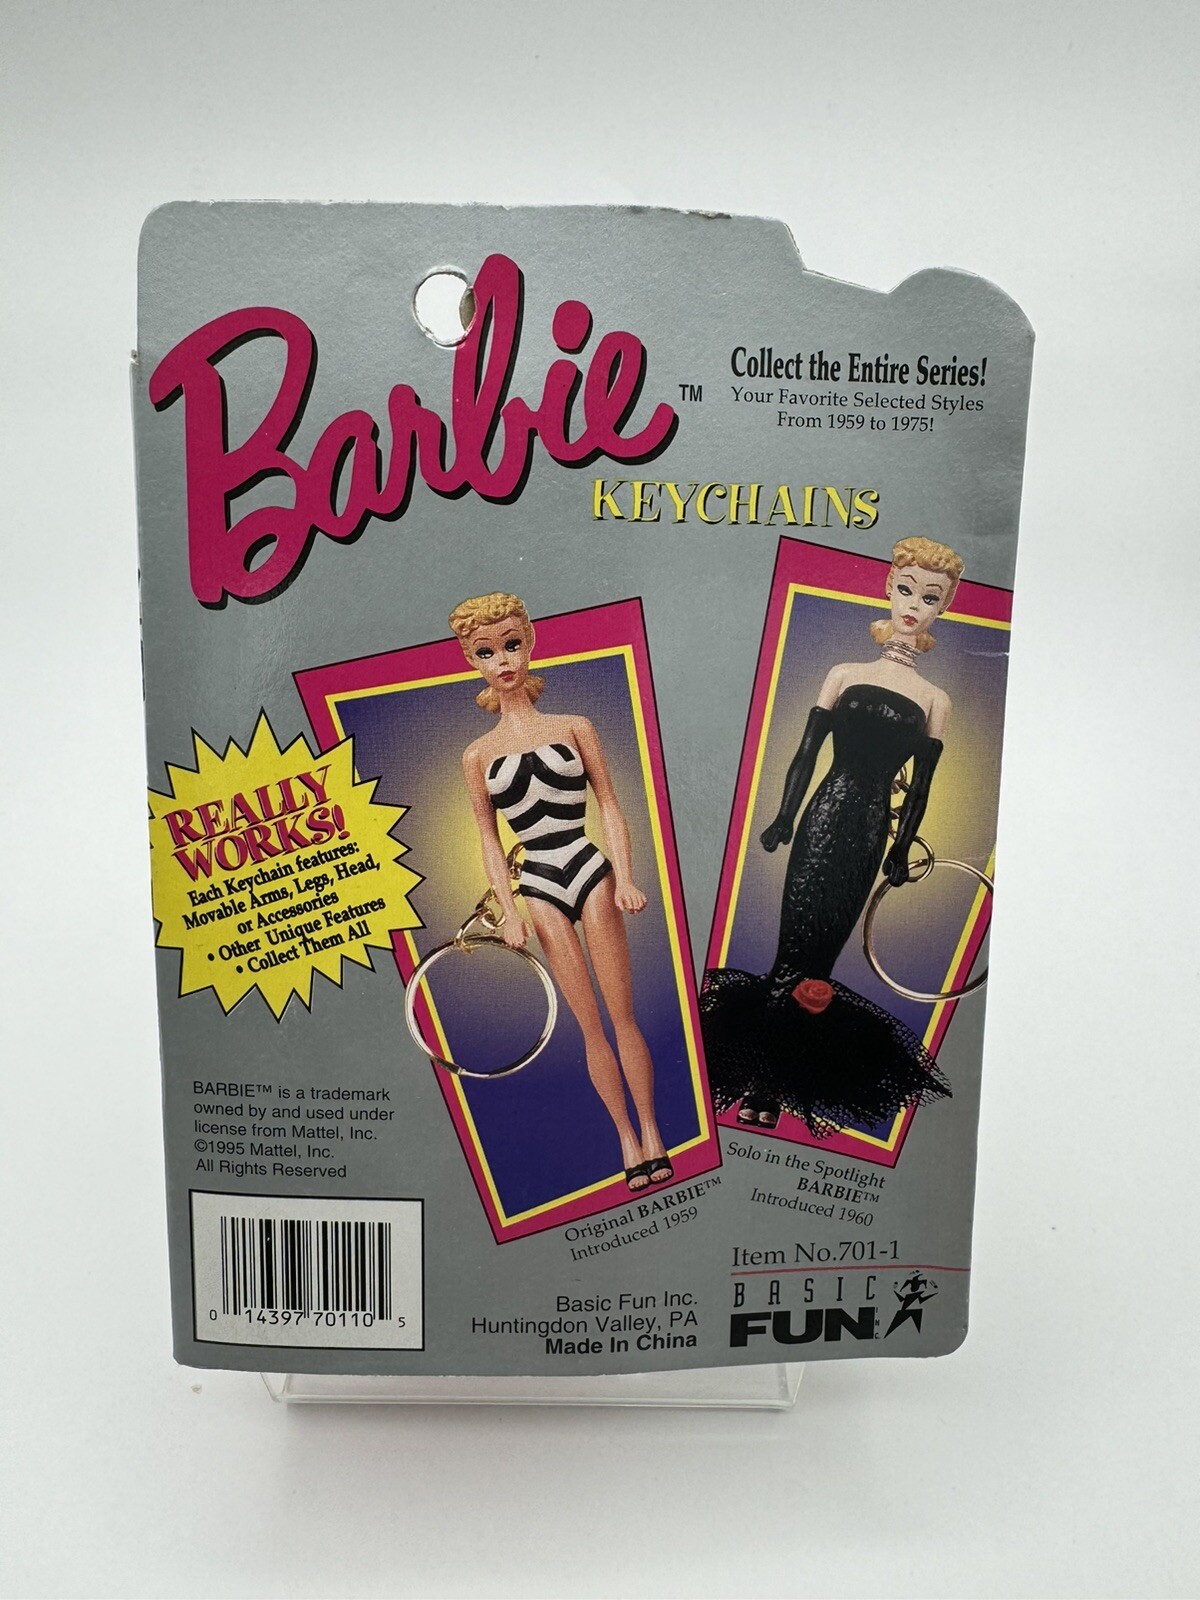 Barbie™
Collect the Entire Series!
Your Favorite Selected Styles
From 1959 to 1975!
KEYCHAINS
REALLY
WORKS!
Each Keychain features:
Movable Arms, Legs, Head,
or Accessories
• Other Unique Features
• Collect Them All
BARBIE™ is a trademark
owned by and used under
license from Mattel, Inc.
©1995 Mattel, Inc.
All Rights Reserved
0 14397 70110 5
Original BARBIE™
Introduced 1959
Solo in the Spotlight
BARBIE™
Introduced 1960
Item No.701-1
Basic Fun Inc.
Huntingdon Valley, PA
Made In China
BASIC
FUN INC.